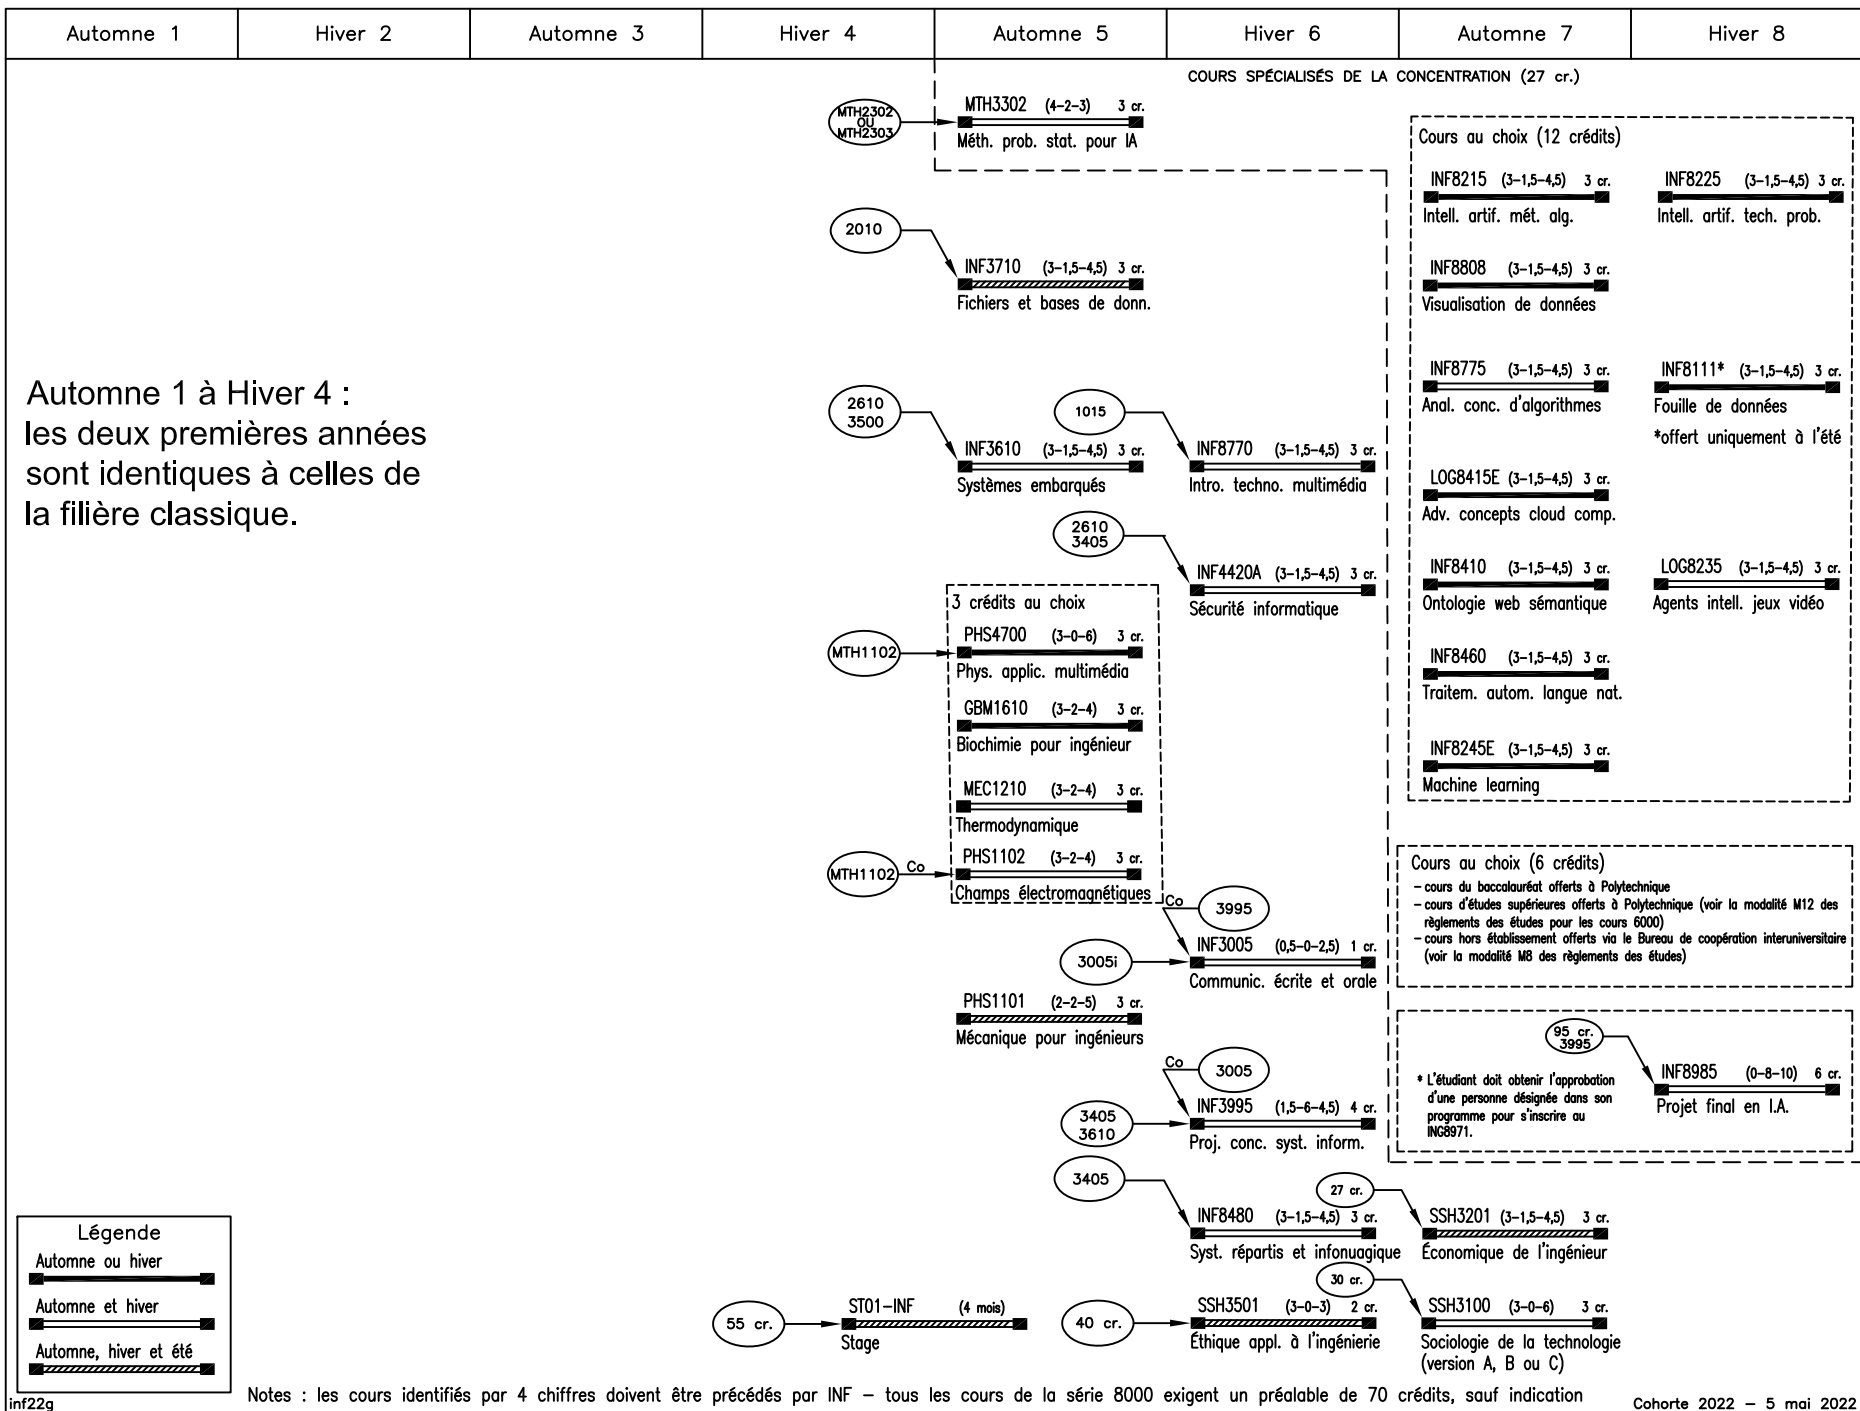 Automne 1
Hiver 2
Automne 3
Hiver 4
Automne 5
Hiver 6
Automne 7
Hiver 8
COURS SPÉCIALISÉS DE LA CONCENTRATION (27 cr.)
Automne 1 à Hiver 4 :
les deux premières années
sont identiques à celles de
la filière classique.
MTH2302
OU
MTH2303
MTH3302 (4-2-3) 3 cr.
Méth. prob. stat. pour IA
2010
INF3710 (3-1,5-4,5) 3 cr.
Fichiers et bases de donn.
2610
3500
INF3610 (3-1,5-4,5) 3 cr.
Systèmes embarqués
1015
INF8770 (3-1,5-4,5) 3 cr.
Intro. techno. multimédia
2610
3405
INF4420A (3-1,5-4,5) 3 cr.
Sécurité informatique
3 crédits au choix
MTH1102
PHS4700 (3-0-6) 3 cr.
Phys. applic. multimédia
GBM1610 (3-2-4) 3 cr.
Biochimie pour ingénieur
MEC1210 (3-2-4) 3 cr.
Thermodynamique
MTH1102
Co
PHS1102 (3-2-4) 3 cr.
Champs électromagnétiques
Co
3995
3005i
INF3005 (0,5-0-2,5) 1 cr.
Communic. écrite et orale
PHS1101 (2-2-5) 3 cr.
Mécanique pour ingénieurs
Co
3005
3405
3610
INF3995 (1,5-6-4,5) 4 cr.
Proj. conc. syst. inform.
3405
INF8480 (3-1,5-4,5) 3 cr.
Syst. répartis et infonuagique
55 cr.
ST01-INF (4 mois)
Stage
40 cr.
SSH3501 (3-0-3) 2 cr.
Éthique appl. à l'ingénierie
Cours au choix (12 crédits)
INF8215 (3-1,5-4,5) 3 cr.
Intell. artif. mét. alg.
INF8225 (3-1,5-4,5) 3 cr.
Intell. artif. tech. prob.
INF8808 (3-1,5-4,5) 3 cr.
Visualisation de données
INF8775 (3-1,5-4,5) 3 cr.
Anal. conc. d'algorithmes
INF8111* (3-1,5-4,5) 3 cr.
Fouille de données
*offert uniquement à l'été
LOG8415E (3-1,5-4,5) 3 cr.
Adv. concepts cloud comp.
INF8410 (3-1,5-4,5) 3 cr.
Ontologie web sémantique
LOG8235 (3-1,5-4,5) 3 cr.
Agents intell. jeux vidéo
INF8460 (3-1,5-4,5) 3 cr.
Traitem. autom. langue nat.
INF8245E (3-1,5-4,5) 3 cr.
Machine learning
Cours au choix (6 crédits)
- cours du baccalauréat offerts à Polytechnique
- cours d'études supérieures offerts à Polytechnique (voir la modalité M12 des
règlements des études pour les cours 6000)
- cours hors établissement offerts via le Bureau de coopération interuniversitaire
(voir la modalité M8 des règlements des études)
95 cr.
3995
* L'étudiant doit obtenir l'approbation
d'une personne désignée dans son
programme pour s'inscrire au
ING8971.
INF8985 (0-8-10) 6 cr.
Projet final en I.A.
27 cr.
SSH3201 (3-1,5-4,5) 3 cr.
Économique de l'ingénieur
30 cr.
SSH3100 (3-0-6) 3 cr.
Sociologie de la technologie
(version A, B ou C)
Légende
Automne ou hiver
Automne et hiver
Automne, hiver et été
inf22g
Notes : les cours identifiés par 4 chiffres doivent être précédés par INF - tous les cours de la série 8000 exigent un préalable de 70 crédits, sauf indication
Cohorte 2022 - 5 mai 2022